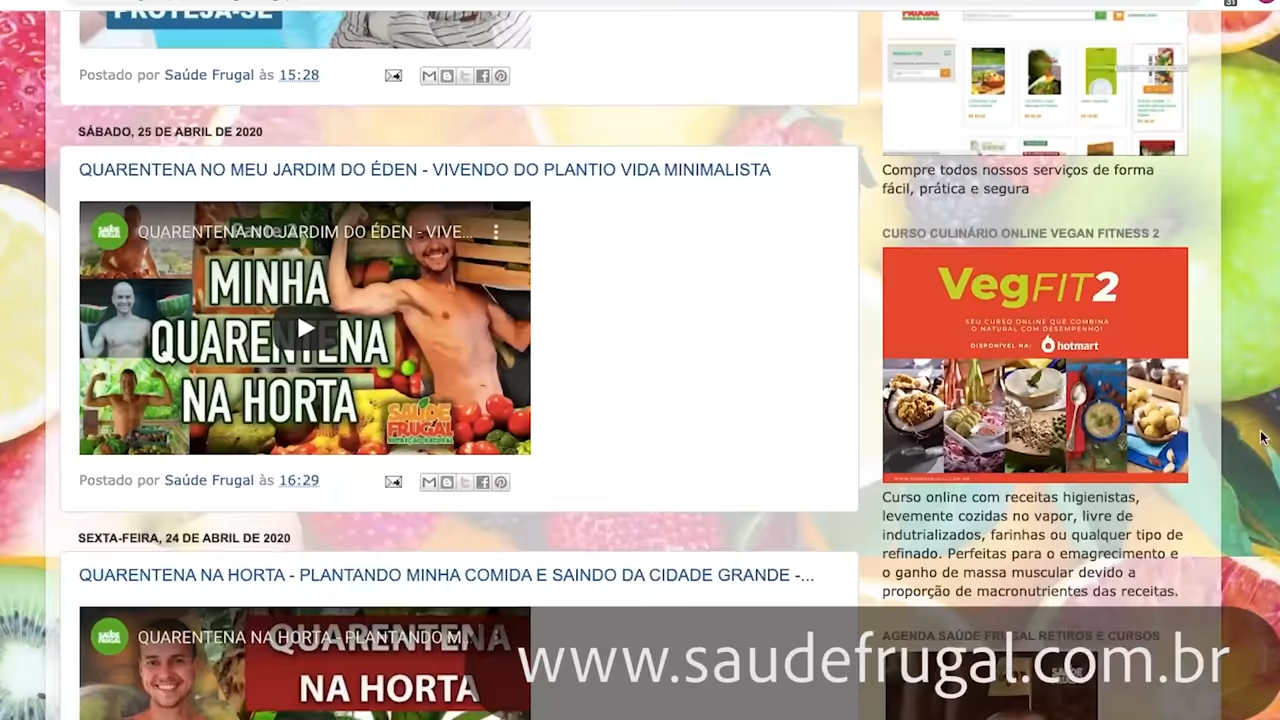 PROTEJA-SE
Postado por Saúde Frugal às 15:28
SÁBADO, 25 DE ABRIL DE 2020
QUARENTENA NO MEU JARDIM DO ÉDEN - VIVENDO DO PLANTIO VIDA MINIMALISTA
QUARENTENA NO JARDIM DO ÉDEN - VIVE...
MINHA
QUARENTENA
NA HORTA
SAÚDE
FRUGAL
NUTRIÇÃO NATURAL
Postado por Saúde Frugal às 16:29
SEXTA-FEIRA, 24 DE ABRIL DE 2020
QUARENTENA NA HORTA - PLANTANDO MINHA COMIDA E SAINDO DA CIDADE GRANDE -...
QUARENTENA NA HORTA - PLANTANDO MI...
QUARENTENA
NA HORTA
FRUGAL
Compre todos nossos serviços de forma
fácil, prática e segura
CURSO CULINÁRIO ONLINE VEGAN FITNESS 2
VegFIT2
SEU CURSO ONLINE QUE COMBINA
O NATURAL COM DESEMPENHO!
DISPONÍVEL NA: hotmart
Curso online com receitas higienistas,
levemente cozidas no vapor, livre de
indutrializados, farinhas ou qualquer tipo de
refinado. Perfeitas para o emagrecimento e
o ganho de massa muscular devido a
proporção de macronutrientes das receitas.
AGENDA SAÚDE FRUGAL RETIROS E CURSOS
www.saudefrugal.com.br